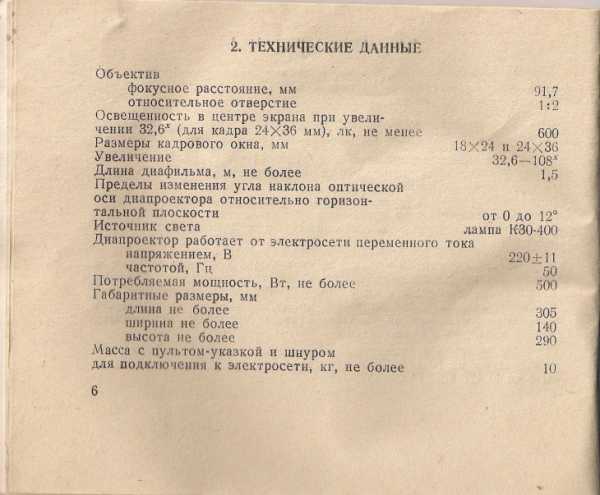 2. ТЕХНИЧЕСКИЕ ДАННЫЕ
Объектив
фокусное расстояние, мм 91,7
относительное отверстие 1:2
Освещенность в центре экрана при увели-
чении 32,6ˣ (для кадра 24×36 мм), лк, не менее 600
Размеры кадрового окна, мм 18×24 и 24×36
Увеличение 32,6—108ˣ
Длина диафильма, м, не более 1,5
Пределы изменения угла наклона оптической
оси диапроектора относительно горизон-
тальной плоскости от 0 до 12°
Источник света лампа К30-400
Диапроектор работает от электросети переменного тока
напряжением, В 220±11
частотой, Гц 50
Потребляемая мощность, Вт, не более 500
Габаритные размеры, мм
длина не более 305
ширина не более 140
высота не более 290
Масса с пультом-указкой и шнуром
для подключения к электросети, кг, не более 10
6